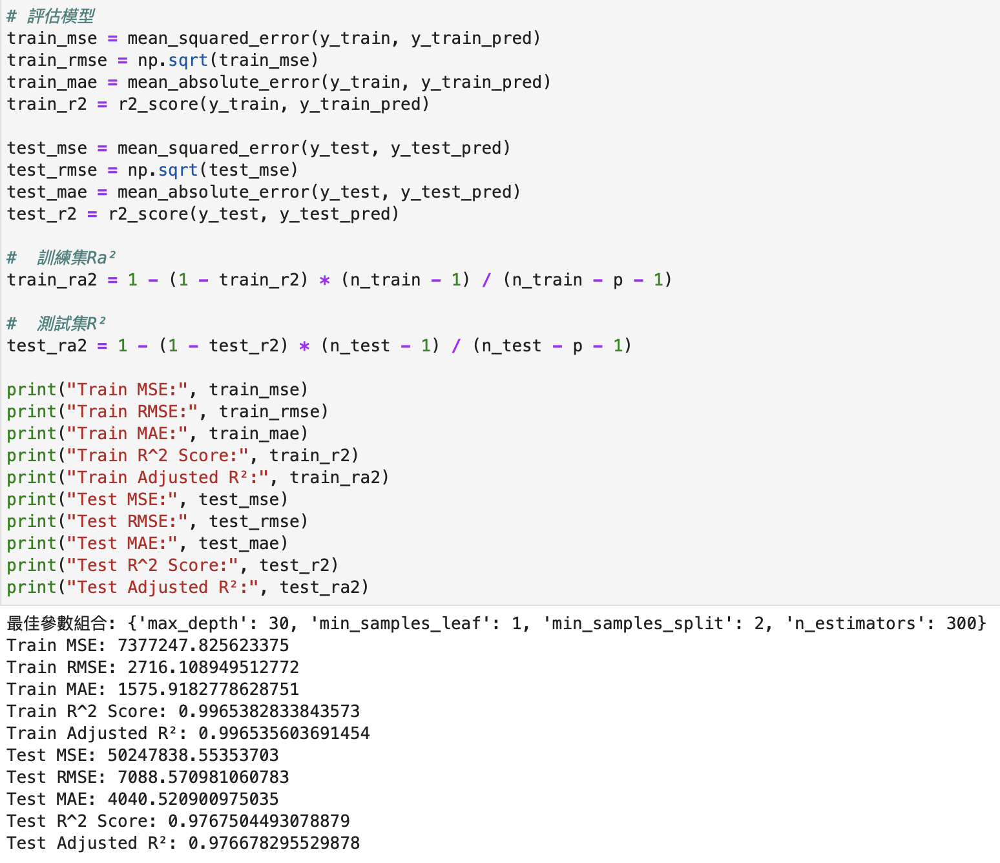 # 評估模型
train_mse = mean_squared_error(y_train, y_train_pred)
train_rmse = np.sqrt(train_mse)
train_mae = mean_absolute_error(y_train, y_train_pred)
train_r2 = r2_score(y_train, y_train_pred)
test_mse = mean_squared_error(y_test, y_test_pred)
test_rmse = np.sqrt(test_mse)
test_mae = mean_absolute_error(y_test, y_test_pred)
test_r2 = r2_score(y_test, y_test_pred)
#  訓練集Ra²
train_ra2 = 1 - (1 - train_r2) * (n_train - 1) / (n_train - p - 1)
#  測試集R²
test_ra2 = 1 - (1 - test_r2) * (n_test - 1) / (n_test - p - 1)
print("Train MSE:", train_mse)
print("Train RMSE:", train_rmse)
print("Train MAE:", train_mae)
print("Train R^2 Score:", train_r2)
print("Train Adjusted R²:", train_ra2)
print("Test MSE:", test_mse)
print("Test RMSE:", test_rmse)
print("Test MAE:", test_mae)
print("Test R^2 Score:", test_r2)
print("Test Adjusted R²:", test_ra2)
最佳參數組合: {'max_depth': 30, 'min_samples_leaf': 1, 'min_samples_split': 2, 'n_estimators': 300}
Train MSE: 7377247.825623375
Train RMSE: 2716.108949512772
Train MAE: 1575.9182778628751
Train R^2 Score: 0.9965382833843573
Train Adjusted R²: 0.996535603691454
Test MSE: 50247838.55353703
Test RMSE: 7088.570981060783
Test MAE: 4040.520900975035
Test R^2 Score: 0.9767504493078879
Test Adjusted R²: 0.976678295529878